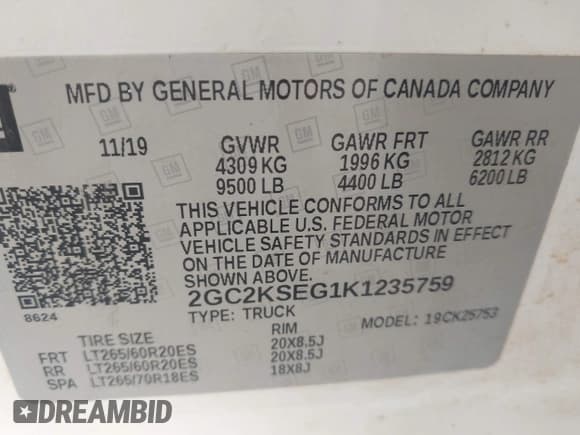 MFD BY GENERAL MOTORS OF CANADA COMPANY
11/19 GVWR GAWR FRT GAWR RR
4309 KG 1996 KG 2812 KG
9500 LB 4400 LB 6200 LB
THIS VEHICLE CONFORMS TO ALL
APPLICABLE U.S. FEDERAL MOTOR
VEHICLE SAFETY STANDARDS IN EFFECT
ON THE DATE OF MANUFACTURE
SHOWN ABOVE.
8624 2GC2KSEG1K1235759
TYPE: TRUCK MODEL: 19CK25753
TIRE SIZE RIM
FRT LT265/60R20ES 20X8.5J
RR LT265/60R20ES 20X8.5J
SPA LT265/70R18ES 18X8J
GM
DREAMBID